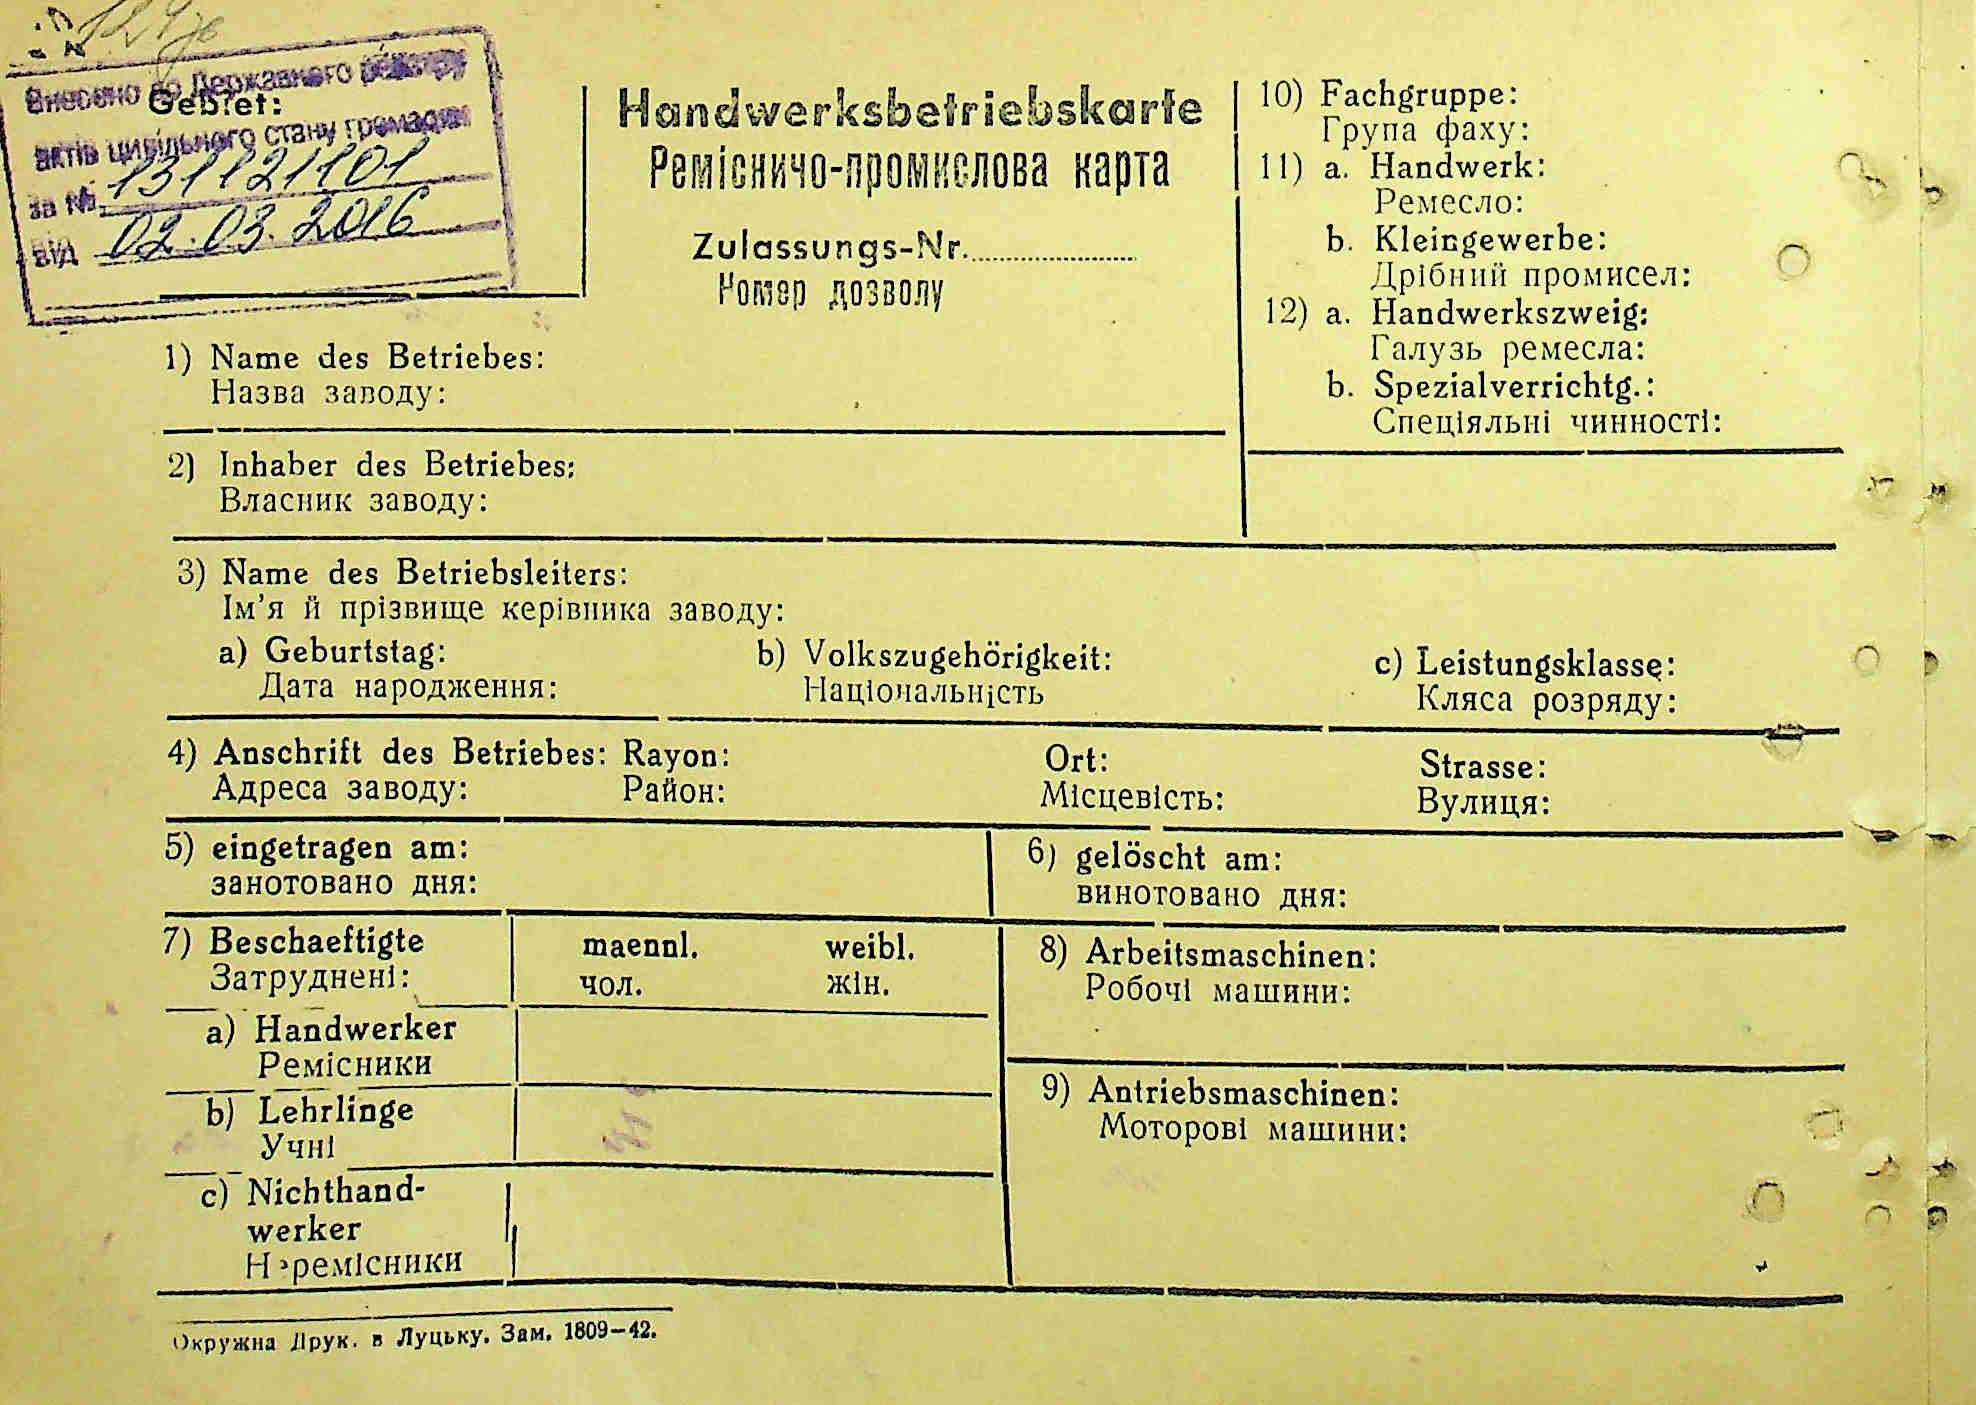 Внесено до Державного реєстру
Gebiet:
актів цивільного стану громадян
за № 131121101
від 02.03.2016
Handwerksbetriebskarte
Ремісничо-промислова карта
Zulassungs-Nr.
Номер дозволу
10) Fachgruppe:
Група фаху:
11) a. Handwerk:
Ремесло:
b. Kleingewerbe:
Дрібний промисел:
12) a. Handwerkszweig:
Галузь ремесла:
b. Spezialverrichtg.:
Спеціяльні чинності:
1) Name des Betriebes:
Назва заводу:
2) Inhaber des Betriebes:
Власник заводу:
3) Name des Betriebsleiters:
Ім'я й прізвище керівника заводу:
a) Geburtstag: b) Volkszugehörigkeit: c) Leistungsklasse:
Дата народження: Національність Кляса розряду:
4) Anschrift des Betriebes: Rayon: Ort: Strasse:
Адреса заводу: Район: Місцевість: Вулиця:
5) eingetragen am: 6) gelöscht am:
занотовано дня: винотовано дня:
7) Beschaeftigte maennl. weibl.
Затруднені: чол. жін.
8) Arbeitsmaschinen:
Робочі машини:
a) Handwerker
Ремісники
b) Lehrlinge
Учні
9) Antriebsmaschinen:
Моторові машини:
c) Nichthand-
werker
Неремісники
Окружна Друк. в Луцьку. Зам. 1809–42.